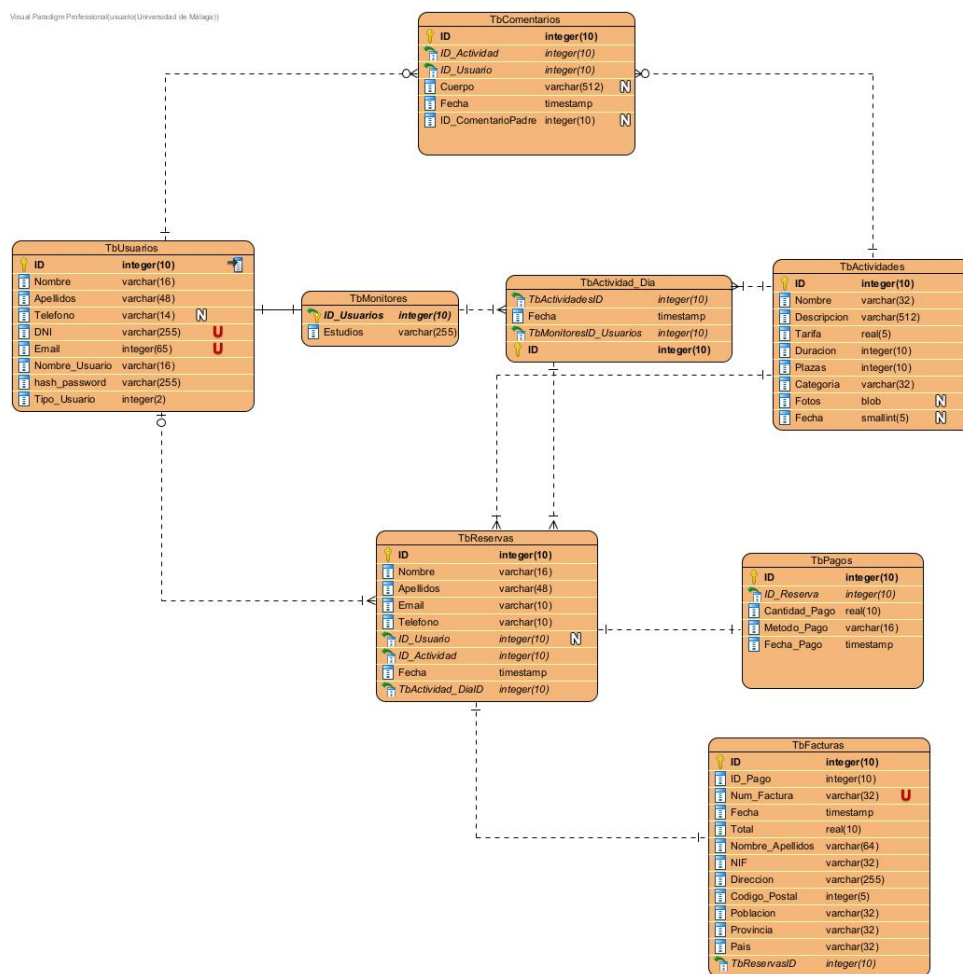 Visual Paradigm Professional(usuario(Universidad de Málaga))
TbComentarios
ID integer(10)
ID_Actividad integer(10)
ID_Usuario integer(10)
Cuerpo varchar(512) N
Fecha timestamp
ID_ComentarioPadre integer(10) N
TbUsuarios
ID integer(10)
Nombre varchar(16)
Apellidos varchar(48)
Telefono varchar(14) N
DNI varchar(255) U
Email integer(65) U
Nombre_Usuario varchar(16)
hash_password varchar(255)
Tipo_Usuario integer(2)
TbMonitores
ID_Usuarios integer(10)
Estudios varchar(255)
TbActividad_Dia
TbActividadesID integer(10)
Fecha timestamp
TbMonitoresID_Usuarios integer(10)
ID integer(10)
TbActividades
ID integer(10)
Nombre varchar(32)
Descripcion varchar(512)
Tarifa real(5)
Duracion integer(10)
Plazas integer(10)
Categoria varchar(32)
Fotos blob N
Fecha smallint(5) N
TbReservas
ID integer(10)
Nombre varchar(16)
Apellidos varchar(48)
Email varchar(10)
Telefono varchar(10)
ID_Usuario integer(10) N
ID_Actividad integer(10)
Fecha timestamp
TbActividad_DiaID integer(10)
TbPagos
ID integer(10)
ID_Reserva integer(10)
Cantidad_Pago real(10)
Metodo_Pago varchar(16)
Fecha_Pago timestamp
TbFacturas
ID integer(10)
ID_Pago integer(10)
Num_Factura varchar(32) U
Fecha timestamp
Total real(10)
Nombre_Apellidos varchar(64)
NIF varchar(32)
Direccion varchar(255)
Codigo_Postal integer(5)
Poblacion varchar(32)
Provincia varchar(32)
Pais varchar(32)
TbReservasID integer(10)